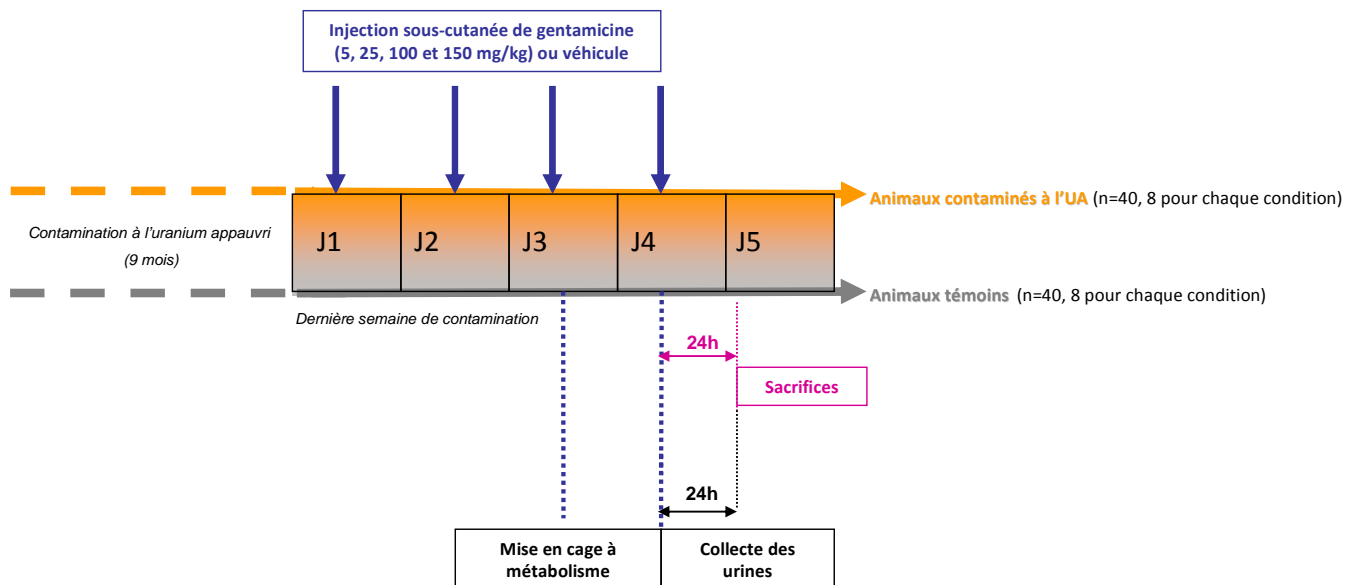 Injection sous-cutanée de gentamicine
(5, 25, 100 et 150 mg/kg) ou véhicule
Animaux contaminés à l'UA (n=40, 8 pour chaque condition)
Contamination à l'uranium appauvri
(9 mois)
J1
J2
J3
J4
J5
Animaux témoins (n=40, 8 pour chaque condition)
Dernière semaine de contamination
24h
Sacrifices
24h
Mise en cage à
métabolisme
Collecte des
urines